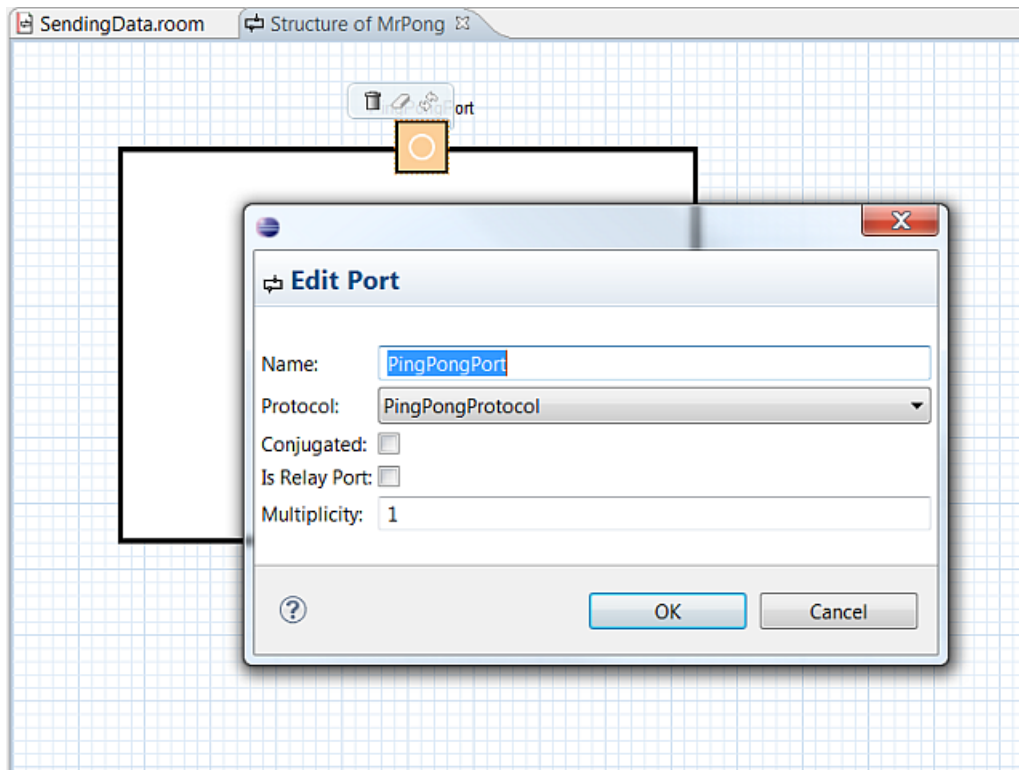 SendingData.room Structure of MrPong
PingPongPort
Edit Port
Name: PingPongPort
Protocol: PingPongProtocol
Conjugated:
Is Relay Port:
Multiplicity: 1
OK Cancel